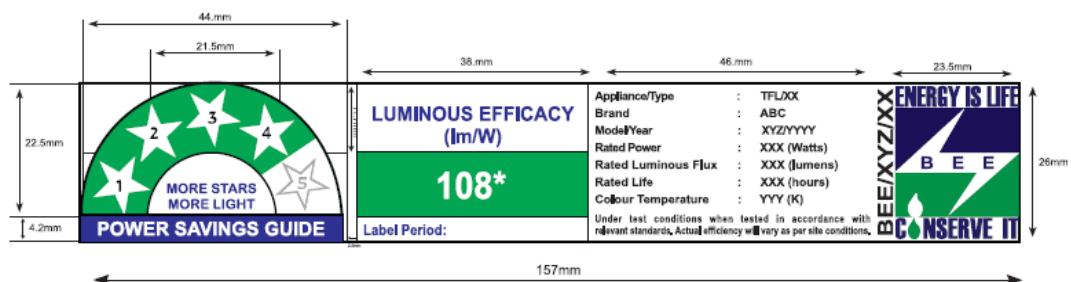 44.mm
21.5mm
38.mm
46.mm
23.5mm
22.5mm
4.2mm
1
2
3
4
5
MORE STARS
MORE LIGHT
POWER SAVINGS GUIDE
LUMINOUS EFFICACY
(lm/W)
108*
Label Period:
Appliance/Type : TFL/XX
Brand : ABC
Model/Year : XYZ/YYYY
Rated Power : XXX (Watts)
Rated Luminous Flux : XXX (lumens)
Rated Life : XXX (hours)
Colour Temperature : YYY (K)
Under test conditions when tested in accordance with
relevant standards. Actual efficiency will vary as per site conditions.
BEE/XYZ/XX
ENERGY IS LIFE
BEE
CONSERVE IT
26mm
157mm